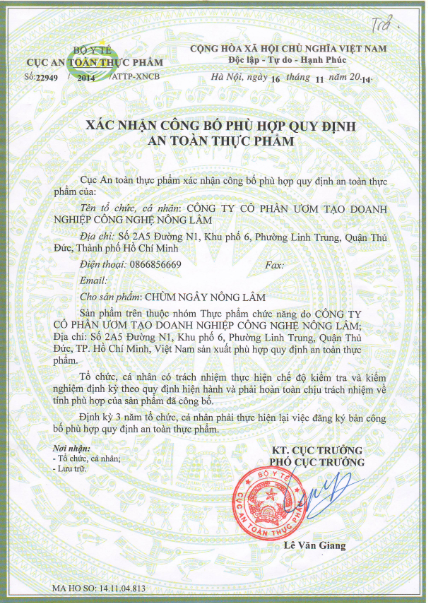 Trả.
BỘ Y TẾ
CỤC AN TOÀN THỰC PHẨM
Số: 22949 / 2014 /ATTP-XNCB
CỘNG HÒA XÃ HỘI CHỦ NGHĨA VIỆT NAM
Độc lập - Tự do - Hạnh Phúc
Hà Nội, ngày 16 tháng 11 năm 2014.
XÁC NHẬN CÔNG BỐ PHÙ HỢP QUY ĐỊNH
AN TOÀN THỰC PHẨM
Cục An toàn thực phẩm xác nhận công bố phù hợp quy định an toàn thực
phẩm của:
Tên tổ chức, cá nhân: CÔNG TY CỔ PHẦN ƯƠM TẠO DOANH
NGHIỆP CÔNG NGHỆ NÔNG LÂM
Địa chỉ: Số 2A5 Đường N1, Khu phố 6, Phường Linh Trung, Quận Thủ
Đức, Thành phố Hồ Chí Minh
Điện thoại: 0866856669 Fax:
Email:
Cho sản phẩm: CHÙM NGÂY NÔNG LÂM
Sản phẩm trên thuộc nhóm Thực phẩm chức năng do CÔNG TY
CỔ PHẦN ƯƠM TẠO DOANH NGHIỆP CÔNG NGHỆ NÔNG LÂM;
Địa chỉ: Số 2A5 Đường N1, Khu phố 6, Phường Linh Trung, Quận Thủ
Đức, TP. Hồ Chí Minh, Việt Nam sản xuất phù hợp quy định an toàn thực
phẩm.
Tổ chức, cá nhân có trách nhiệm thực hiện chế độ kiểm tra và kiểm
nghiệm định kỳ theo quy định hiện hành và phải hoàn toàn chịu trách nhiệm về
tính phù hợp của sản phẩm đã công bố.
Định kỳ 3 năm tổ chức, cá nhân phải thực hiện lại việc đăng ký bản công
bố phù hợp quy định an toàn thực phẩm.
Nơi nhận:
- Tổ chức, cá nhân;
- Lưu trữ.
KT. CỤC TRƯỞNG
PHÓ CỤC TRƯỞNG
BỘ Y TẾ
CỤC AN TOÀN THỰC PHẨM
Lê Văn Giang
MA HO SO: 14.11.04.813